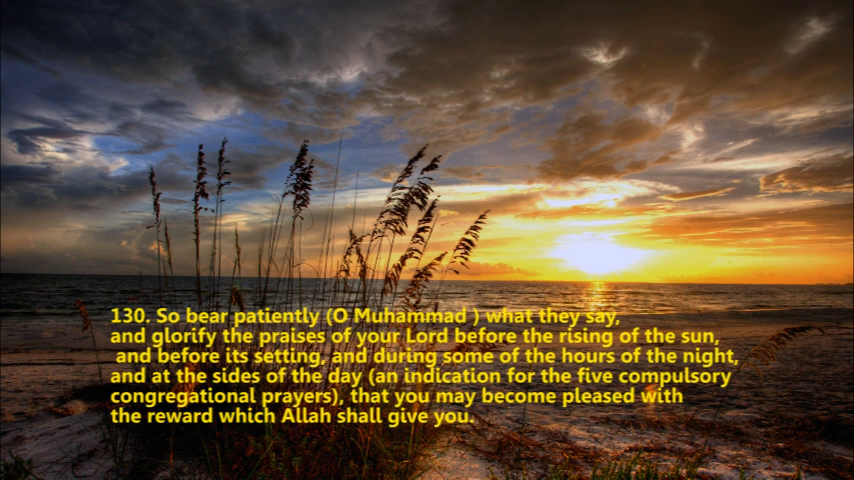 130. So bear patiently (O Muhammad ) what they say,
and glorify the praises of your Lord before the rising of the sun,
and before its setting, and during some of the hours of the night,
and at the sides of the day (an indication for the five compulsory
congregational prayers), that you may become pleased with
the reward which Allah shall give you.